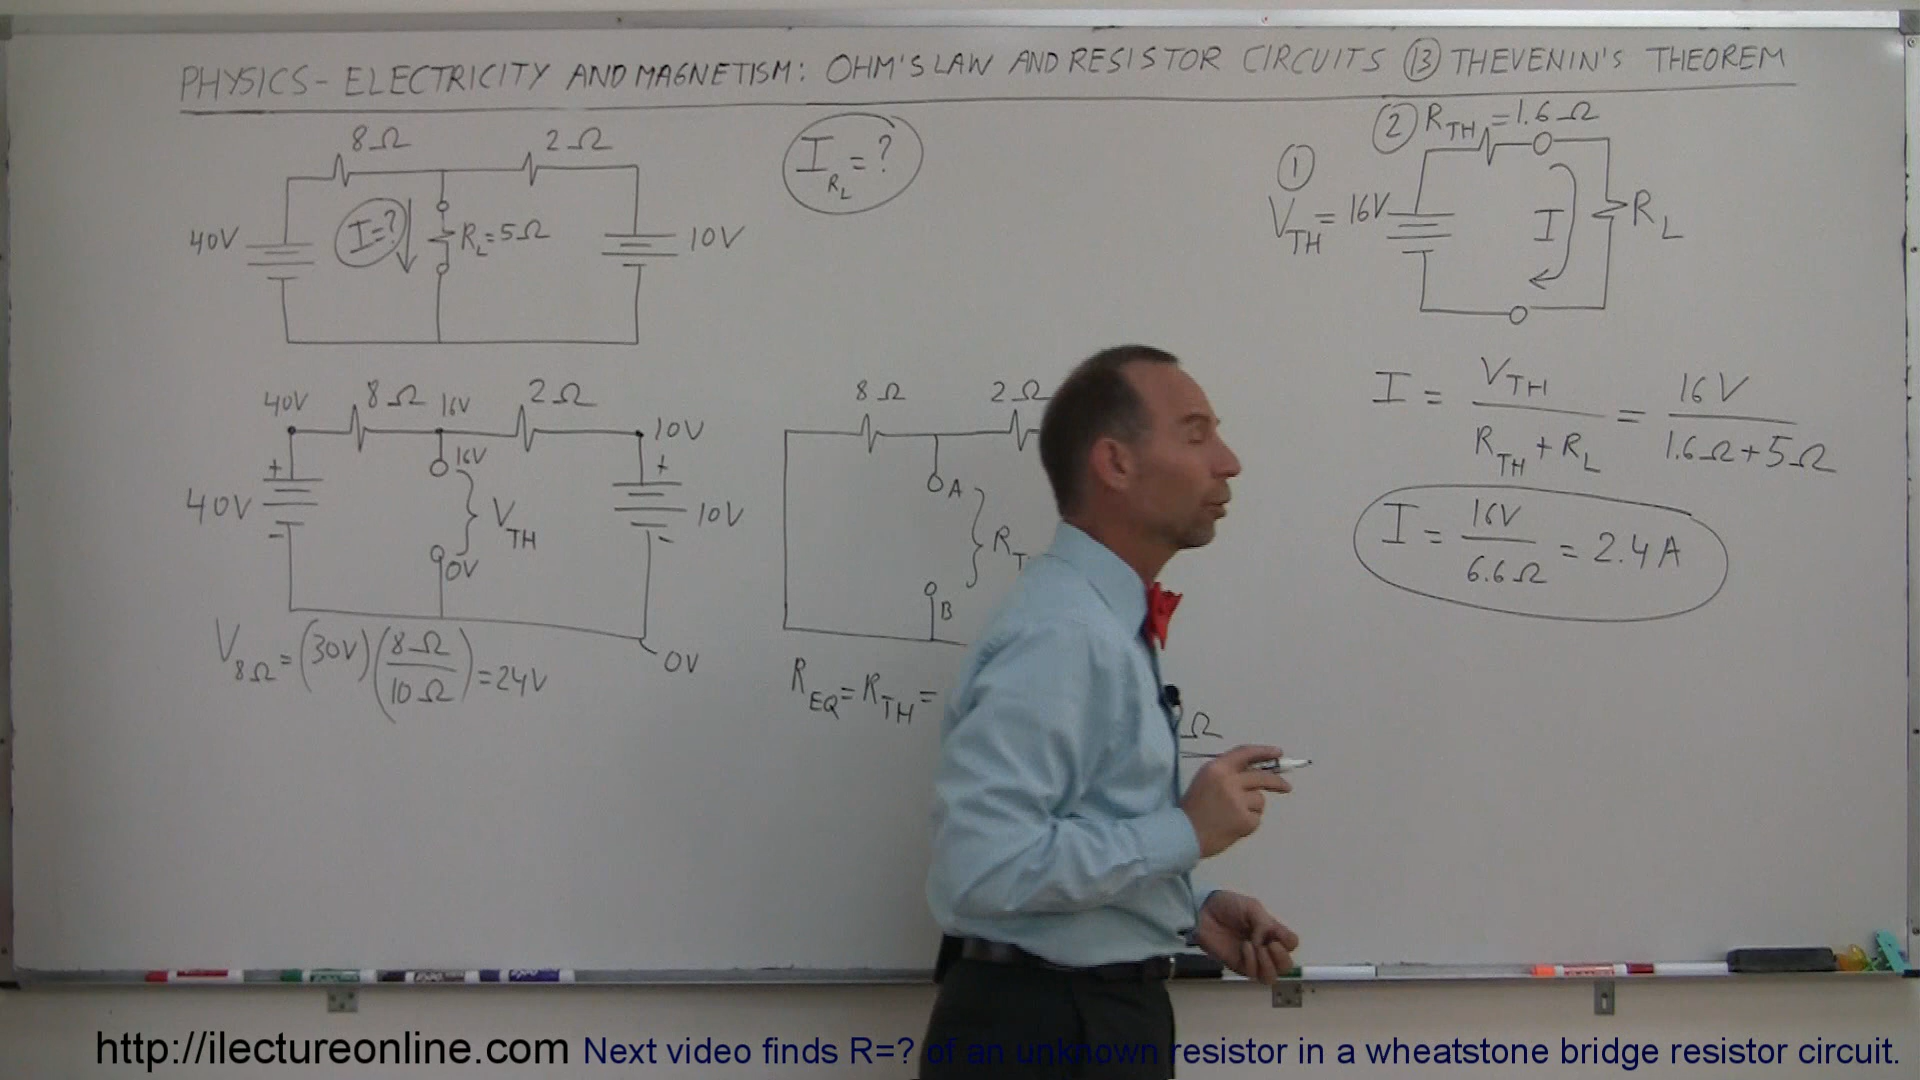 PHYSICS - ELECTRICITY AND MAGNETISM: OHM'S LAW AND RESISTOR CIRCUITS ⑬ THEVENIN'S THEOREM
8Ω 2Ω
40V I=? R_L=5Ω 10V
I_RL = ?
② R_TH = 1.6Ω
①
V_TH = 16V I R_L
I = V_TH / (R_TH + R_L) = 16V / (1.6Ω + 5Ω)
I = 16V / 6.6Ω = 2.4A
40V 8Ω 16V 2Ω 10V
16V
+ +
40V V_TH 10V
- -
0V
0V
V_8Ω = (30V)(8Ω / 10Ω) = 24V
8Ω 2Ω
A
R_T
B
R_EQ = R_TH =
Ω
http://ilectureonline.com Next video finds R=? of an unknown resistor in a wheatstone bridge resistor circuit.